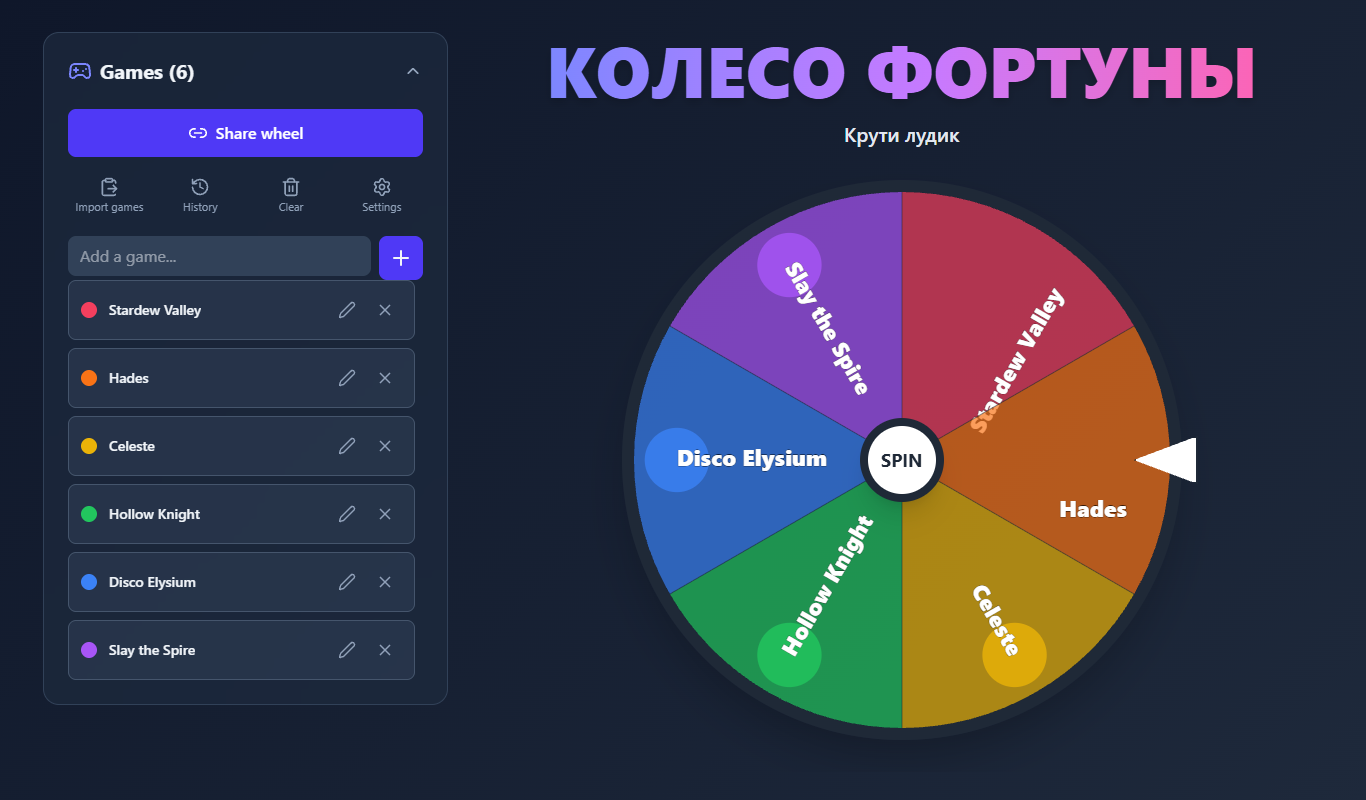 Games (6)
Share wheel
Import games
History
Clear
Settings
Add a game...
Stardew Valley
Hades
Celeste
Hollow Knight
Disco Elysium
Slay the Spire
КОЛЕСО ФОРТУНЫ
Крути лудик
Slay the Spire
Stardew Valley
Disco Elysium
SPIN
Hades
Hollow Knight
Celeste